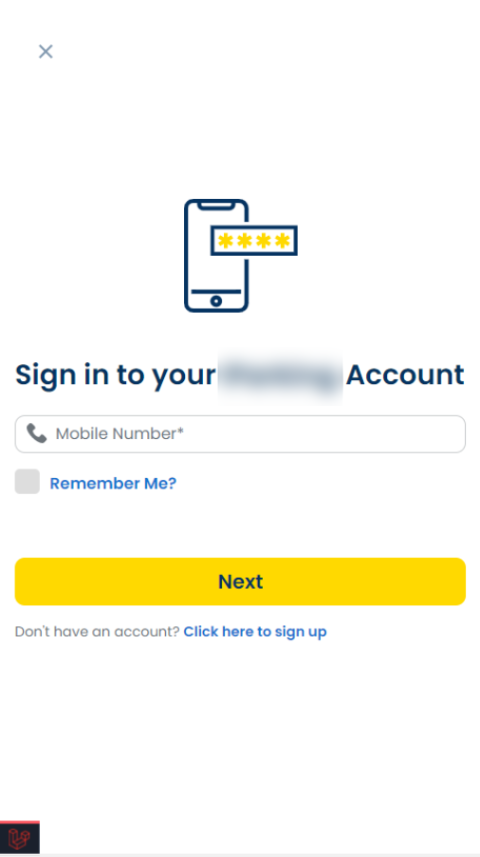 ****
Sign in to your Account
Mobile Number*
Remember Me?
Next
Don't have an account? Click here to sign up